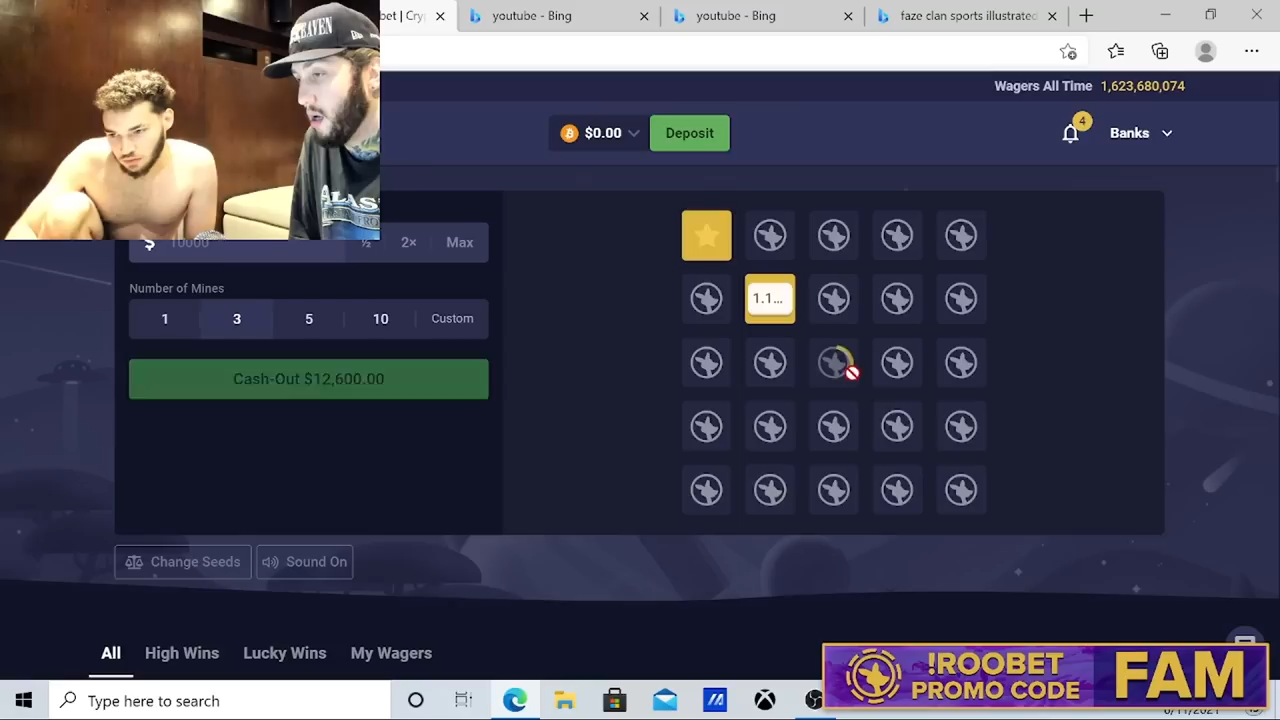 bet | Cry
youtube - Bing
youtube - Bing
faze clan sports illustrated
Wagers All Time 1,623,680,074
$0.00
Deposit
4
Banks
$ 10000 ½ 2× Max
Number of Mines
1 3 5 10 Custom
Cash-Out $12,600.00
1.1...
Change Seeds
Sound On
All High Wins Lucky Wins My Wagers
!ROOBET
PROMO CODE
FAM
Type here to search